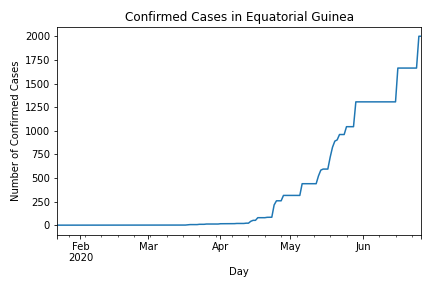 Confirmed Cases in Equatorial Guinea
2000
1750
1500
1250
1000
750
500
250
0
Number of Confirmed Cases
Feb Mar Apr May Jun
2020
Day